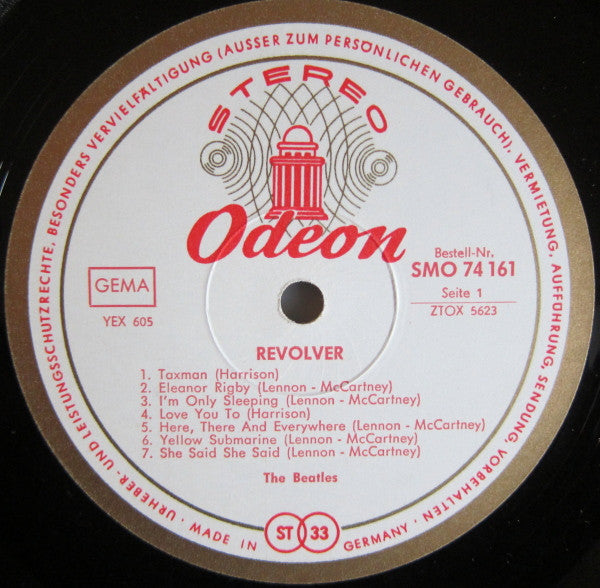 URHEBER- UND LEISTUNGSSCHUTZRECHTE, BESONDERS VERVIELFÄLTIGUNG (AUSSER ZUM PERSÖNLICHEN GEBRAUCH), VERMIETUNG, AUFFÜHRUNG, SENDUNG, VORBEHALTEN ·
STEREO
Odeon
GEMA
YEX 605
Bestell-Nr.
SMO 74 161
Seite 1
ZTOX 5623
REVOLVER
1. Taxman (Harrison)
2. Eleanor Rigby (Lennon - McCartney)
3. I'm Only Sleeping (Lennon - McCartney)
4. Love You To (Harrison)
5. Here, There And Everywhere (Lennon - McCartney)
6. Yellow Submarine (Lennon - McCartney)
7. She Said She Said (Lennon - McCartney)
The Beatles
· MADE IN GERMANY ·
ST 33